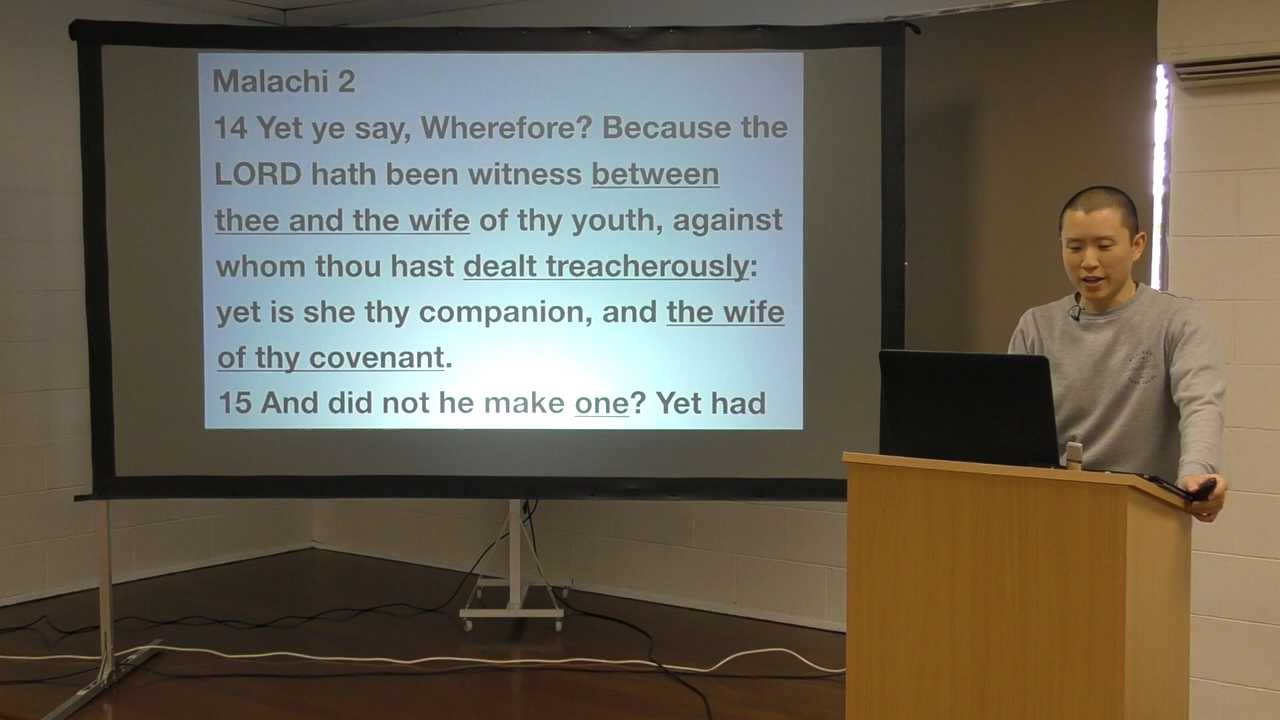 Malachi 2
14 Yet ye say, Wherefore? Because the
LORD hath been witness between
thee and the wife of thy youth, against
whom thou hast dealt treacherously:
yet is she thy companion, and the wife
of thy covenant.
15 And did not he make one? Yet had